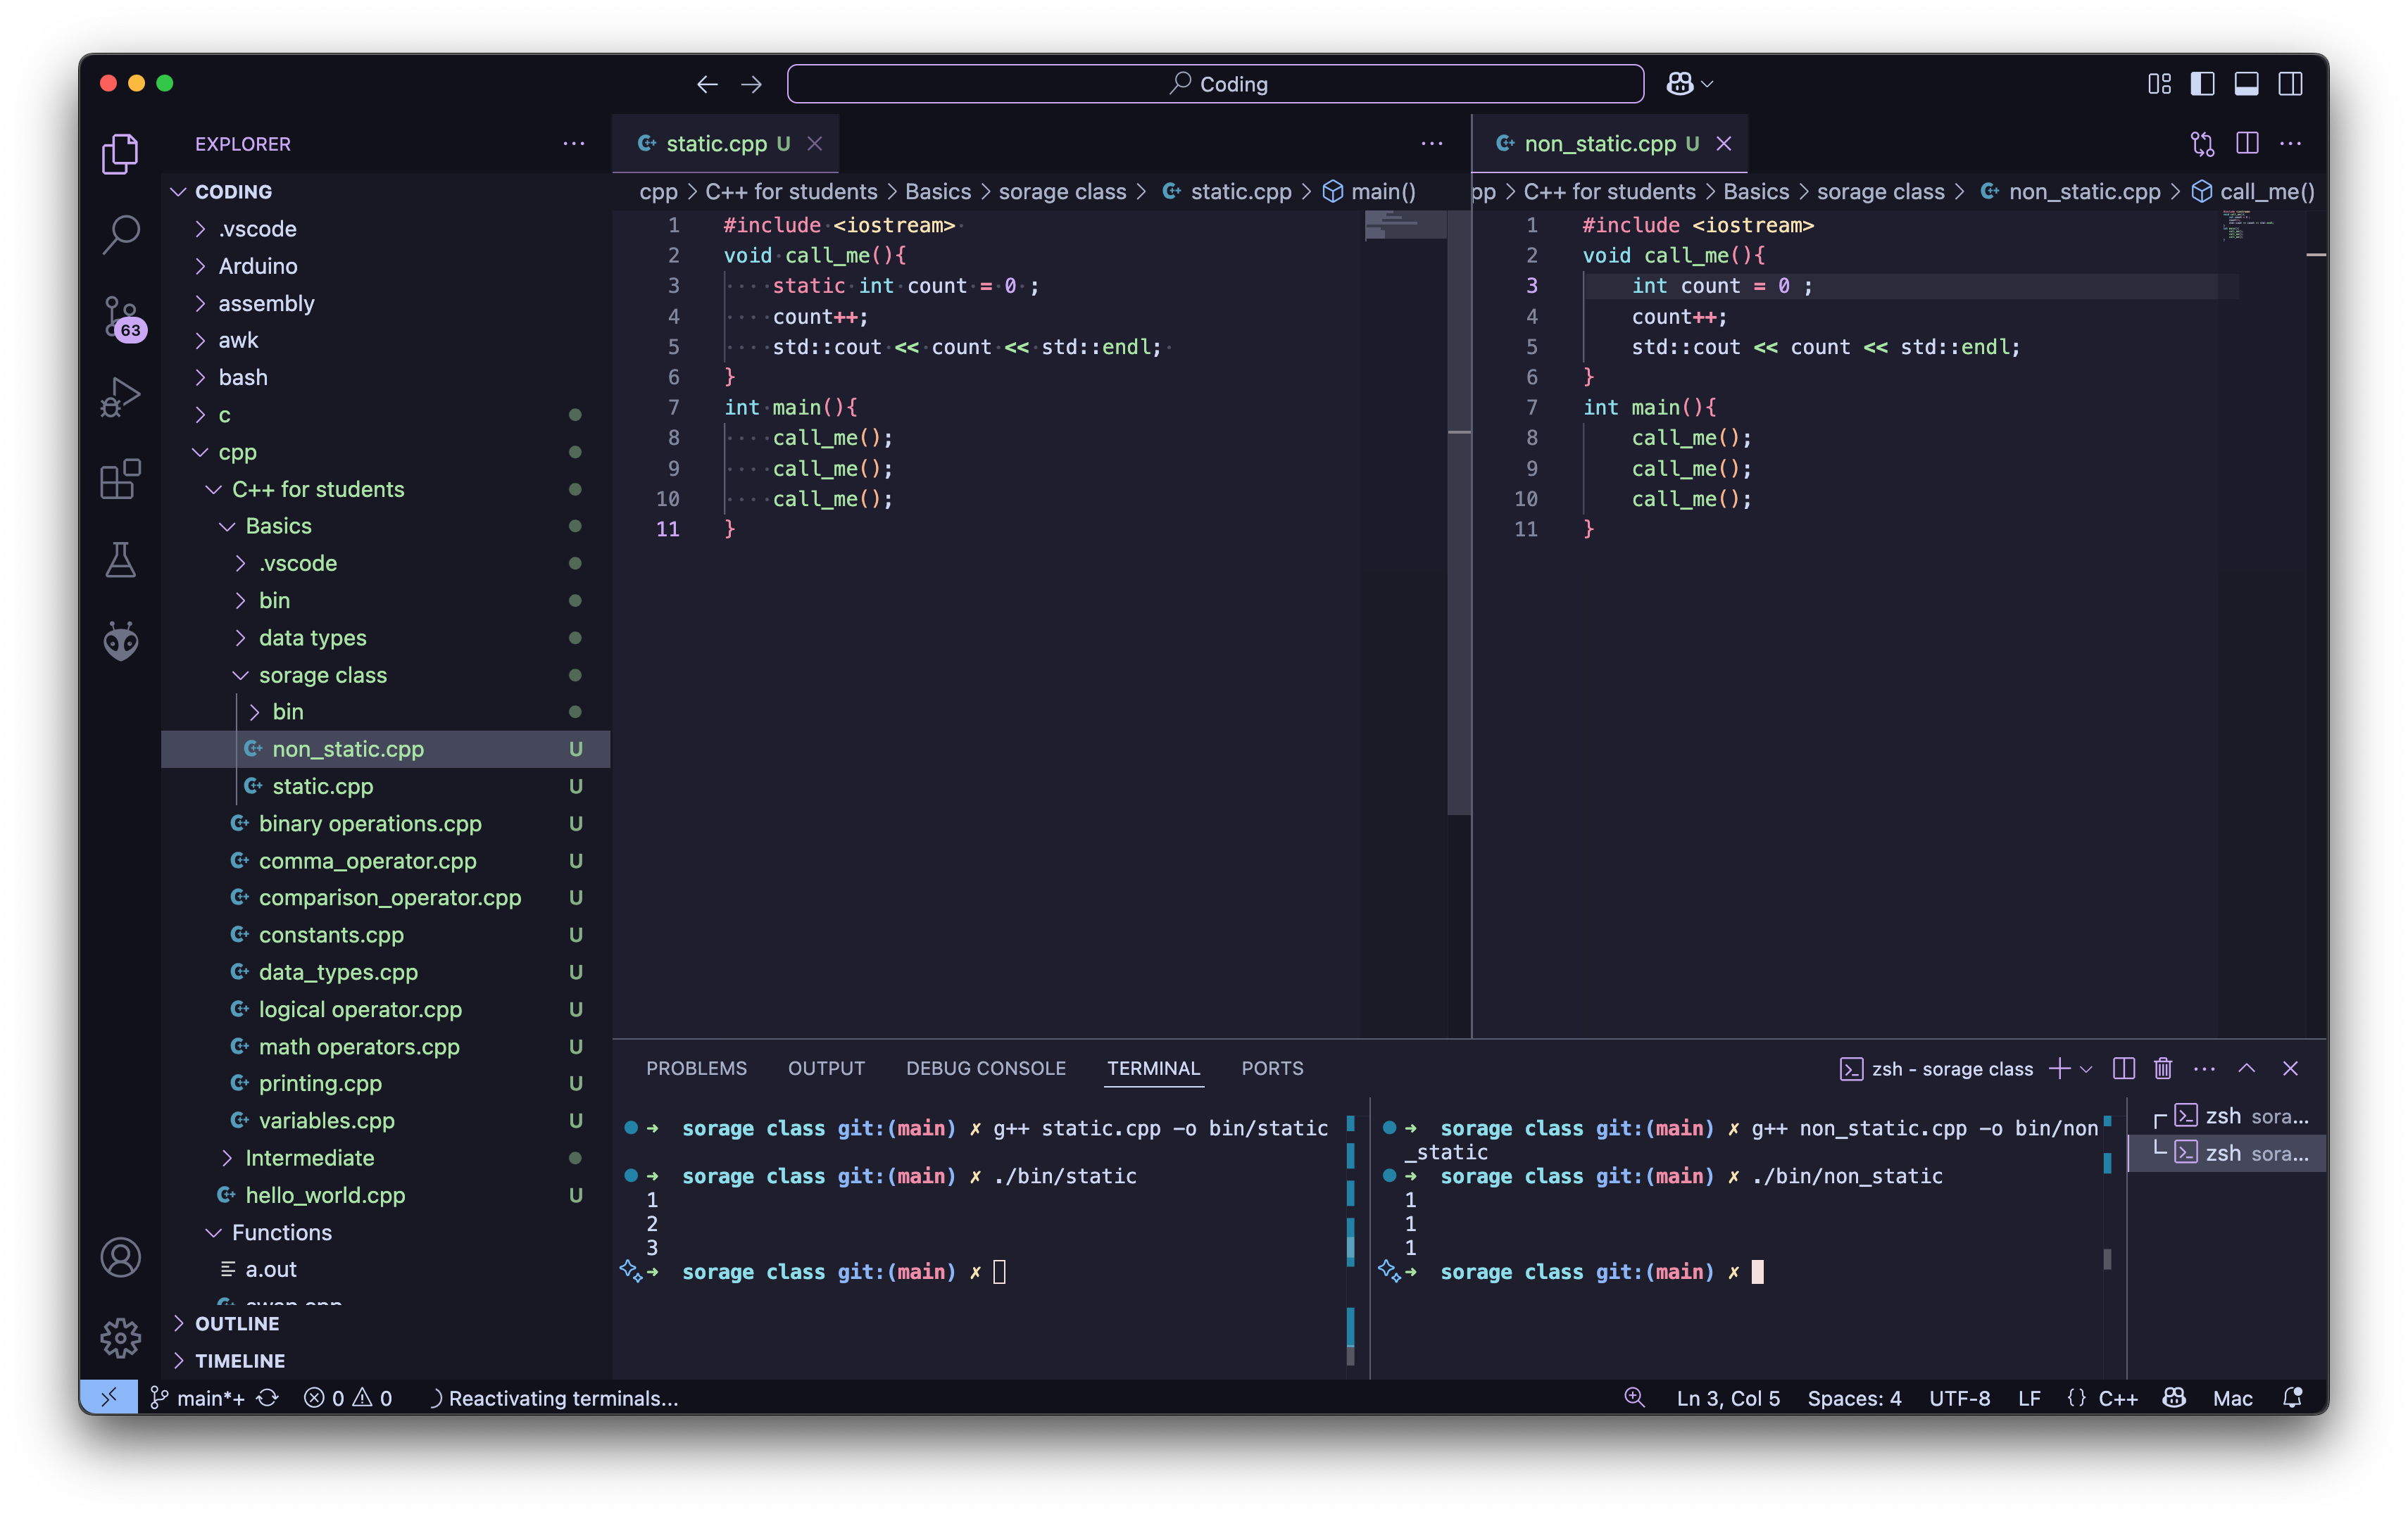 Coding
EXPLORER
CODING
.vscode
Arduino
assembly
awk
bash
c
cpp
C++ for students
Basics
.vscode
bin
data types
sorage class
bin
non_static.cpp U
static.cpp U
binary operations.cpp U
comma_operator.cpp U
comparison_operator.cpp U
constants.cpp U
data_types.cpp U
logical operator.cpp U
math operators.cpp U
printing.cpp U
variables.cpp U
Intermediate
hello_world.cpp U
Functions
a.out
OUTLINE
TIMELINE
63
static.cpp U
cpp > C++ for students > Basics > sorage class > static.cpp > main()
1 #include <iostream>
2 void call_me(){
3 static int count = 0 ;
4 count++;
5 std::cout << count << std::endl;
6 }
7 int main(){
8 call_me();
9 call_me();
10 call_me();
11 }
non_static.cpp U
pp > C++ for students > Basics > sorage class > non_static.cpp > call_me()
1 #include <iostream>
2 void call_me(){
3 int count = 0 ;
4 count++;
5 std::cout << count << std::endl;
6 }
7 int main(){
8 call_me();
9 call_me();
10 call_me();
11 }
PROBLEMS OUTPUT DEBUG CONSOLE TERMINAL PORTS
zsh - sorage class
➜ sorage class git:(main) ✗ g++ static.cpp -o bin/static
➜ sorage class git:(main) ✗ ./bin/static
1
2
3
➜ sorage class git:(main) ✗
➜ sorage class git:(main) ✗ g++ non_static.cpp -o bin/non
_static
➜ sorage class git:(main) ✗ ./bin/non_static
1
1
1
➜ sorage class git:(main) ✗
zsh sora...
zsh sora...
main*+ 0 0 Reactivating terminals... Ln 3, Col 5 Spaces: 4 UTF-8 LF {} C++ Mac